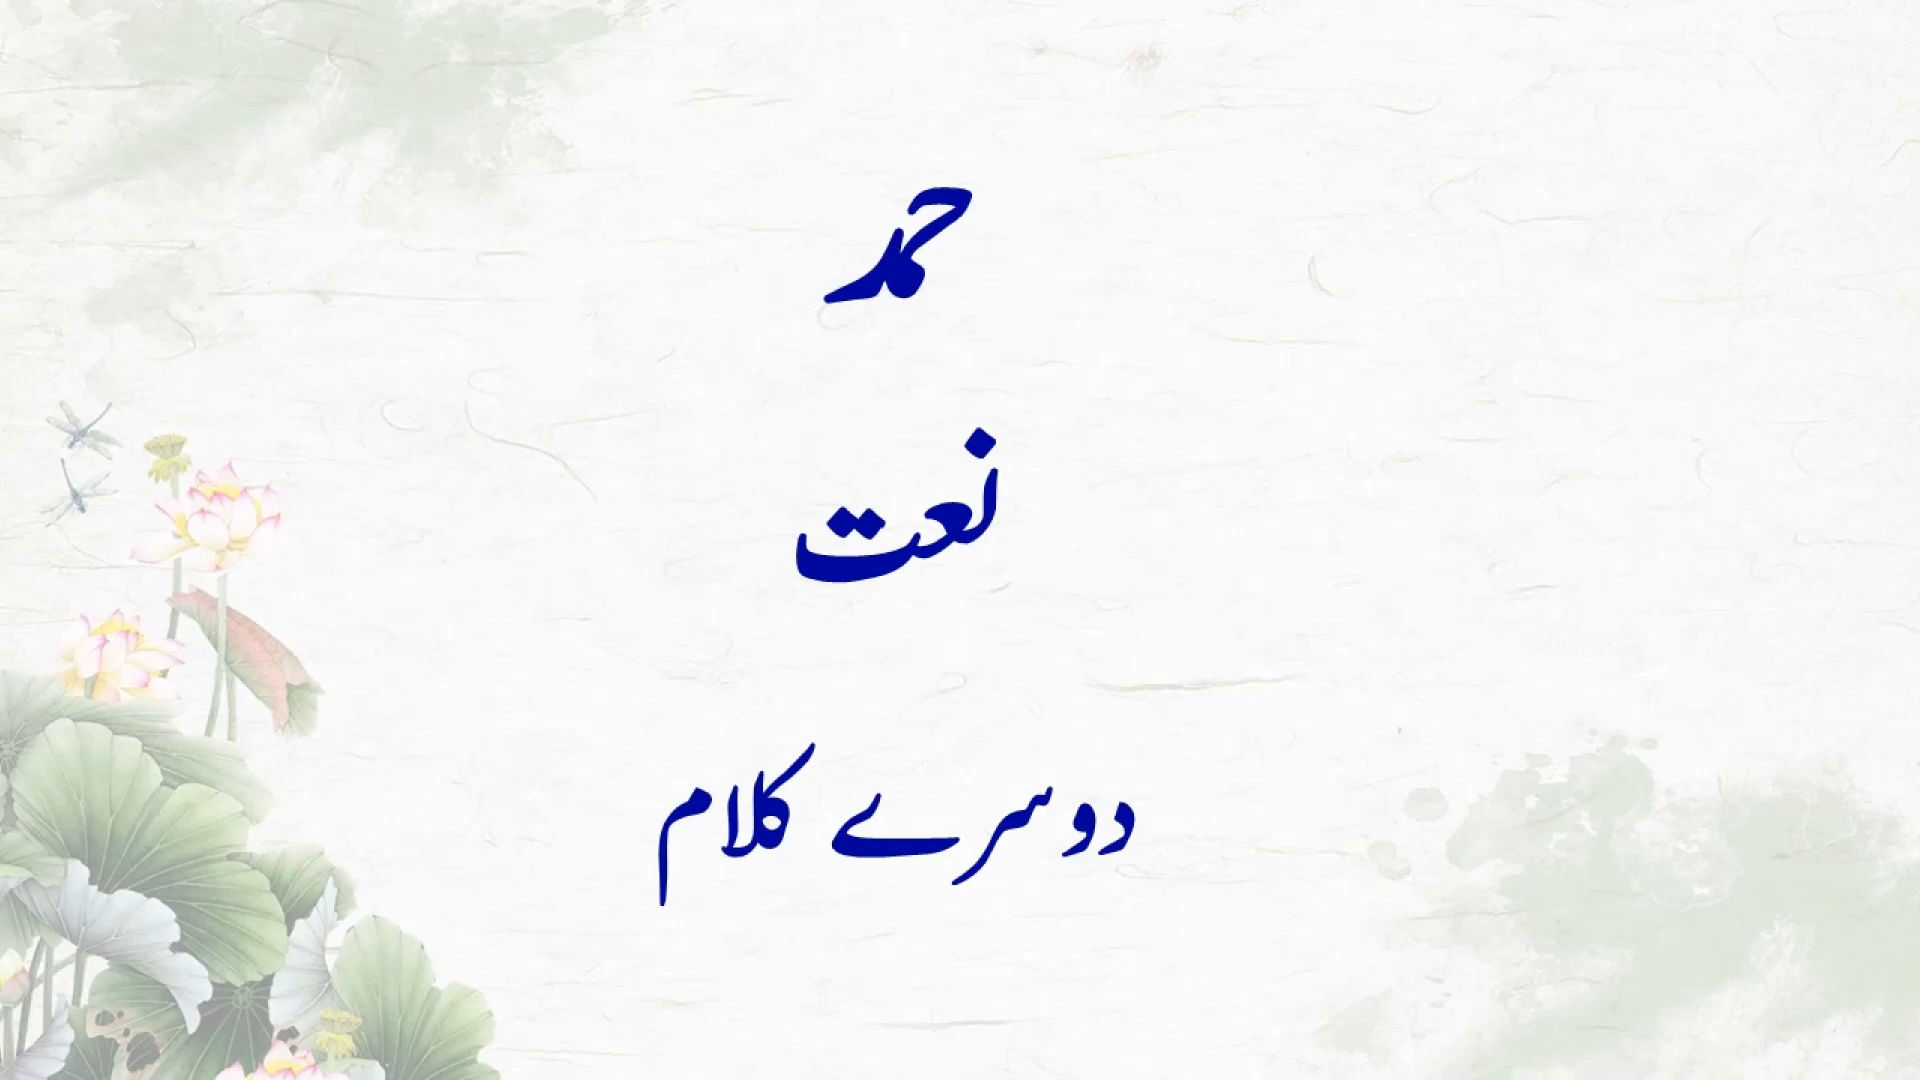 حمد
نعت
دوسرے کلام